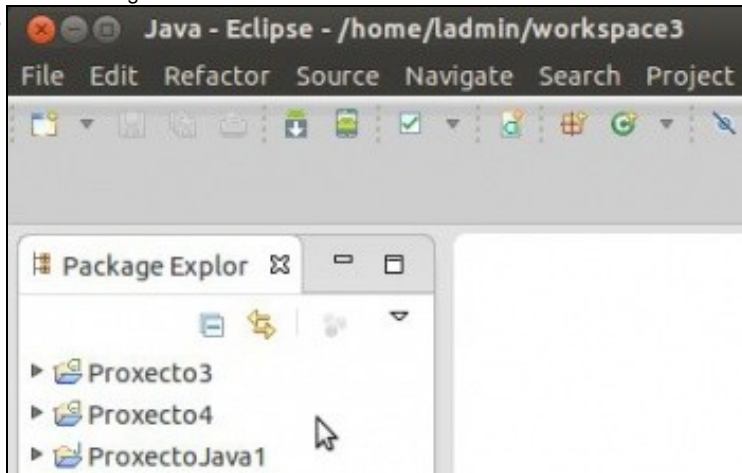 Java - Eclipse - /home/ladmin/workspace3
File Edit Refactor Source Navigate Search Project
Package Explor
Proxecto3
Proxecto4
ProxectoJava1